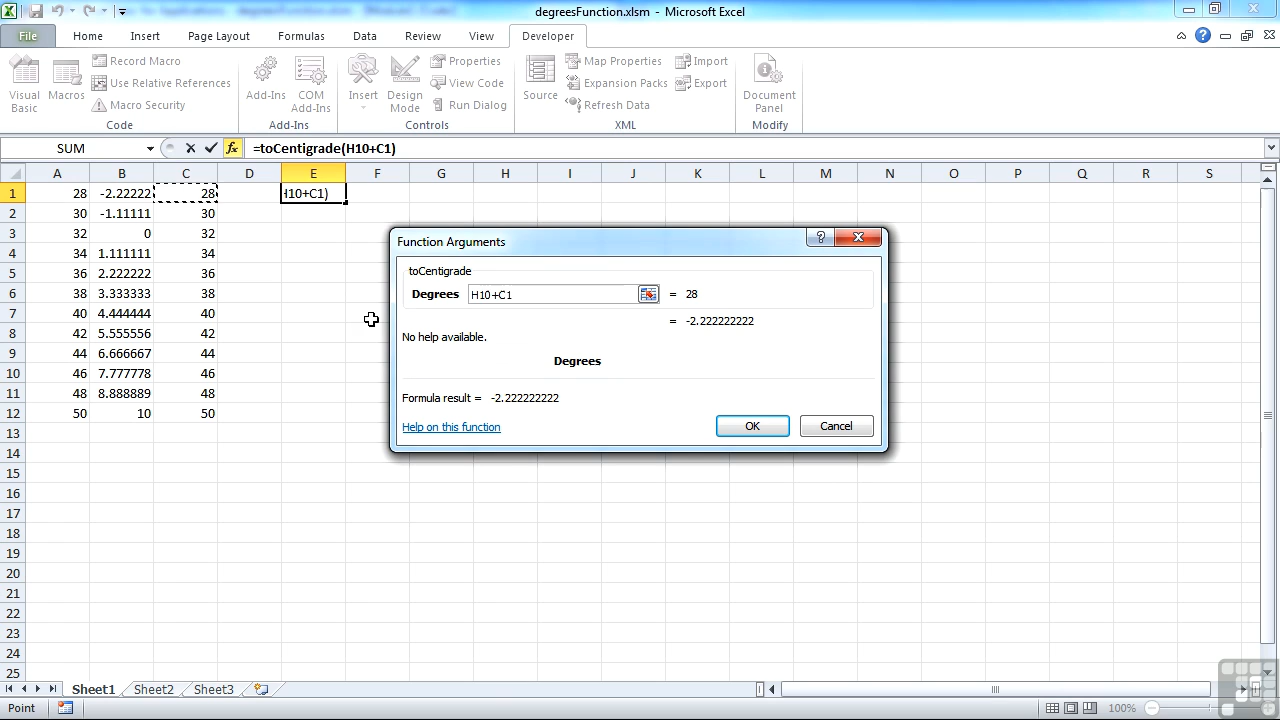 degreesFunction.xlsm - Microsoft Excel
File Home Insert Page Layout Formulas Data Review View Developer
Visual Basic
Macros
Record Macro
Use Relative References
Macro Security
Code
Add-Ins
COM Add-Ins
Add-Ins
Insert
Design Mode
Properties
View Code
Run Dialog
Controls
Source
Map Properties
Expansion Packs
Refresh Data
Import
Export
XML
Document Panel
Modify
SUM fx =toCentigrade(H10+C1)
A B C D E F G H I J K L M N O P Q R S
1 28 -2.22222 28 H10+C1)
2 30 -1.11111 30
3 32 0 32
4 34 1.111111 34
5 36 2.222222 36
6 38 3.333333 38
7 40 4.444444 40
8 42 5.555556 42
9 44 6.666667 44
10 46 7.777778 46
11 48 8.888889 48
12 50 10 50
13
14
15
16
17
18
19
20
21
22
23
24
25
Function Arguments
toCentigrade
Degrees H10+C1 = 28
= -2.222222222
No help available.
Degrees
Formula result = -2.222222222
Help on this function
OK Cancel
Sheet1 Sheet2 Sheet3
Point 100%